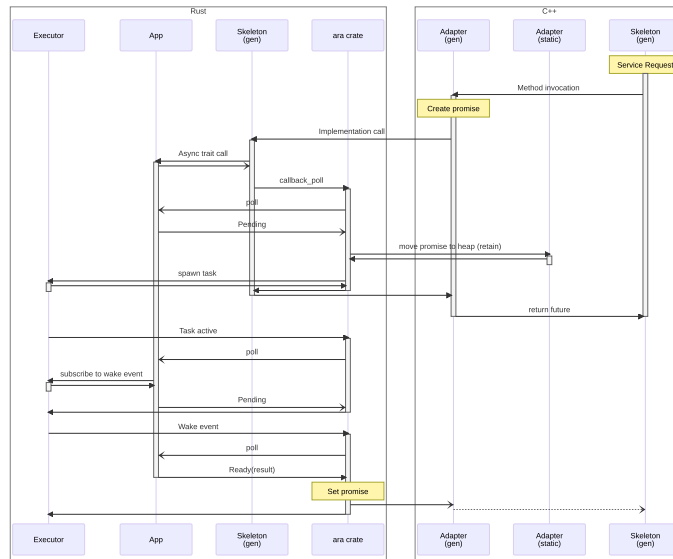 Rust
C++
Executor
App
Skeleton
(gen)
ara crate
Adapter
(gen)
Adapter
(static)
Skeleton
(gen)
Service Request
Method invocation
Create promise
Implementation call
Async trait call
callback_poll
poll
Pending
move promise to heap (retain)
spawn task
return future
Task active
poll
subscribe to wake event
Pending
Wake event
poll
Ready(result)
Set promise
Executor
App
Skeleton
(gen)
ara crate
Adapter
(gen)
Adapter
(static)
Skeleton
(gen)